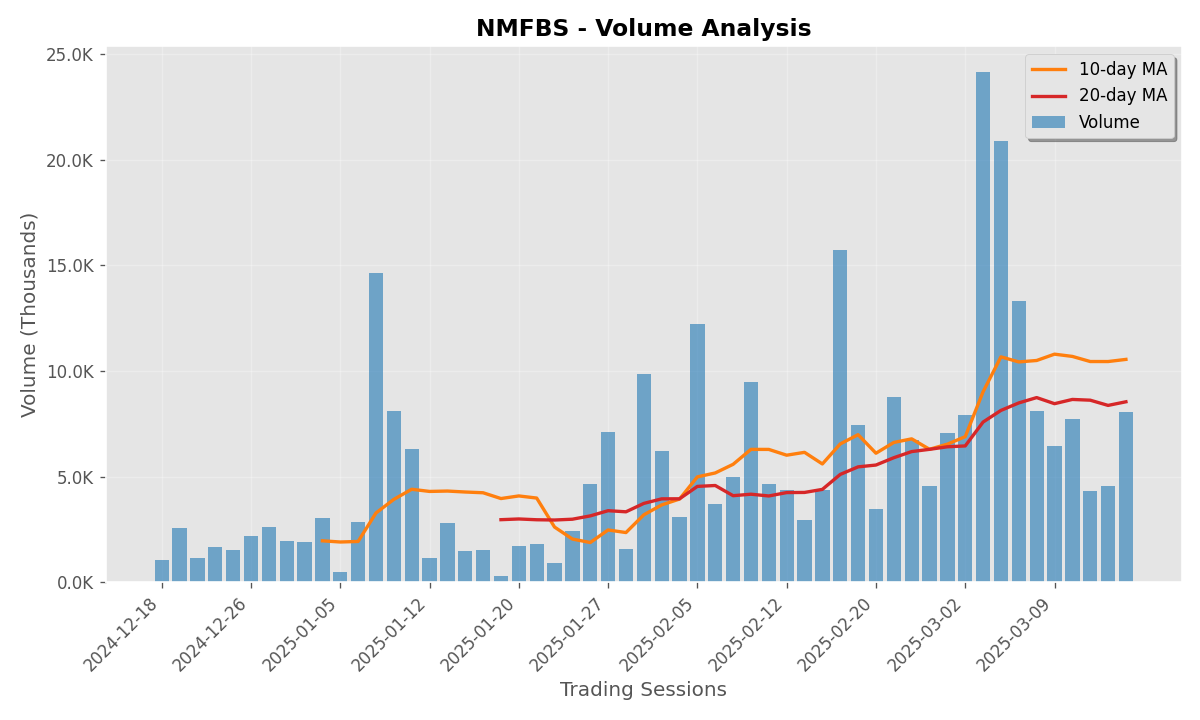 NMFBS - Volume Analysis
10-day MA
20-day MA
Volume
25.0K
20.0K
15.0K
10.0K
5.0K
0.0K
Volume (Thousands)
2024-12-18
2024-12-26
2025-01-05
2025-01-12
2025-01-20
2025-01-27
2025-02-05
2025-02-12
2025-02-20
2025-03-02
2025-03-09
Trading Sessions